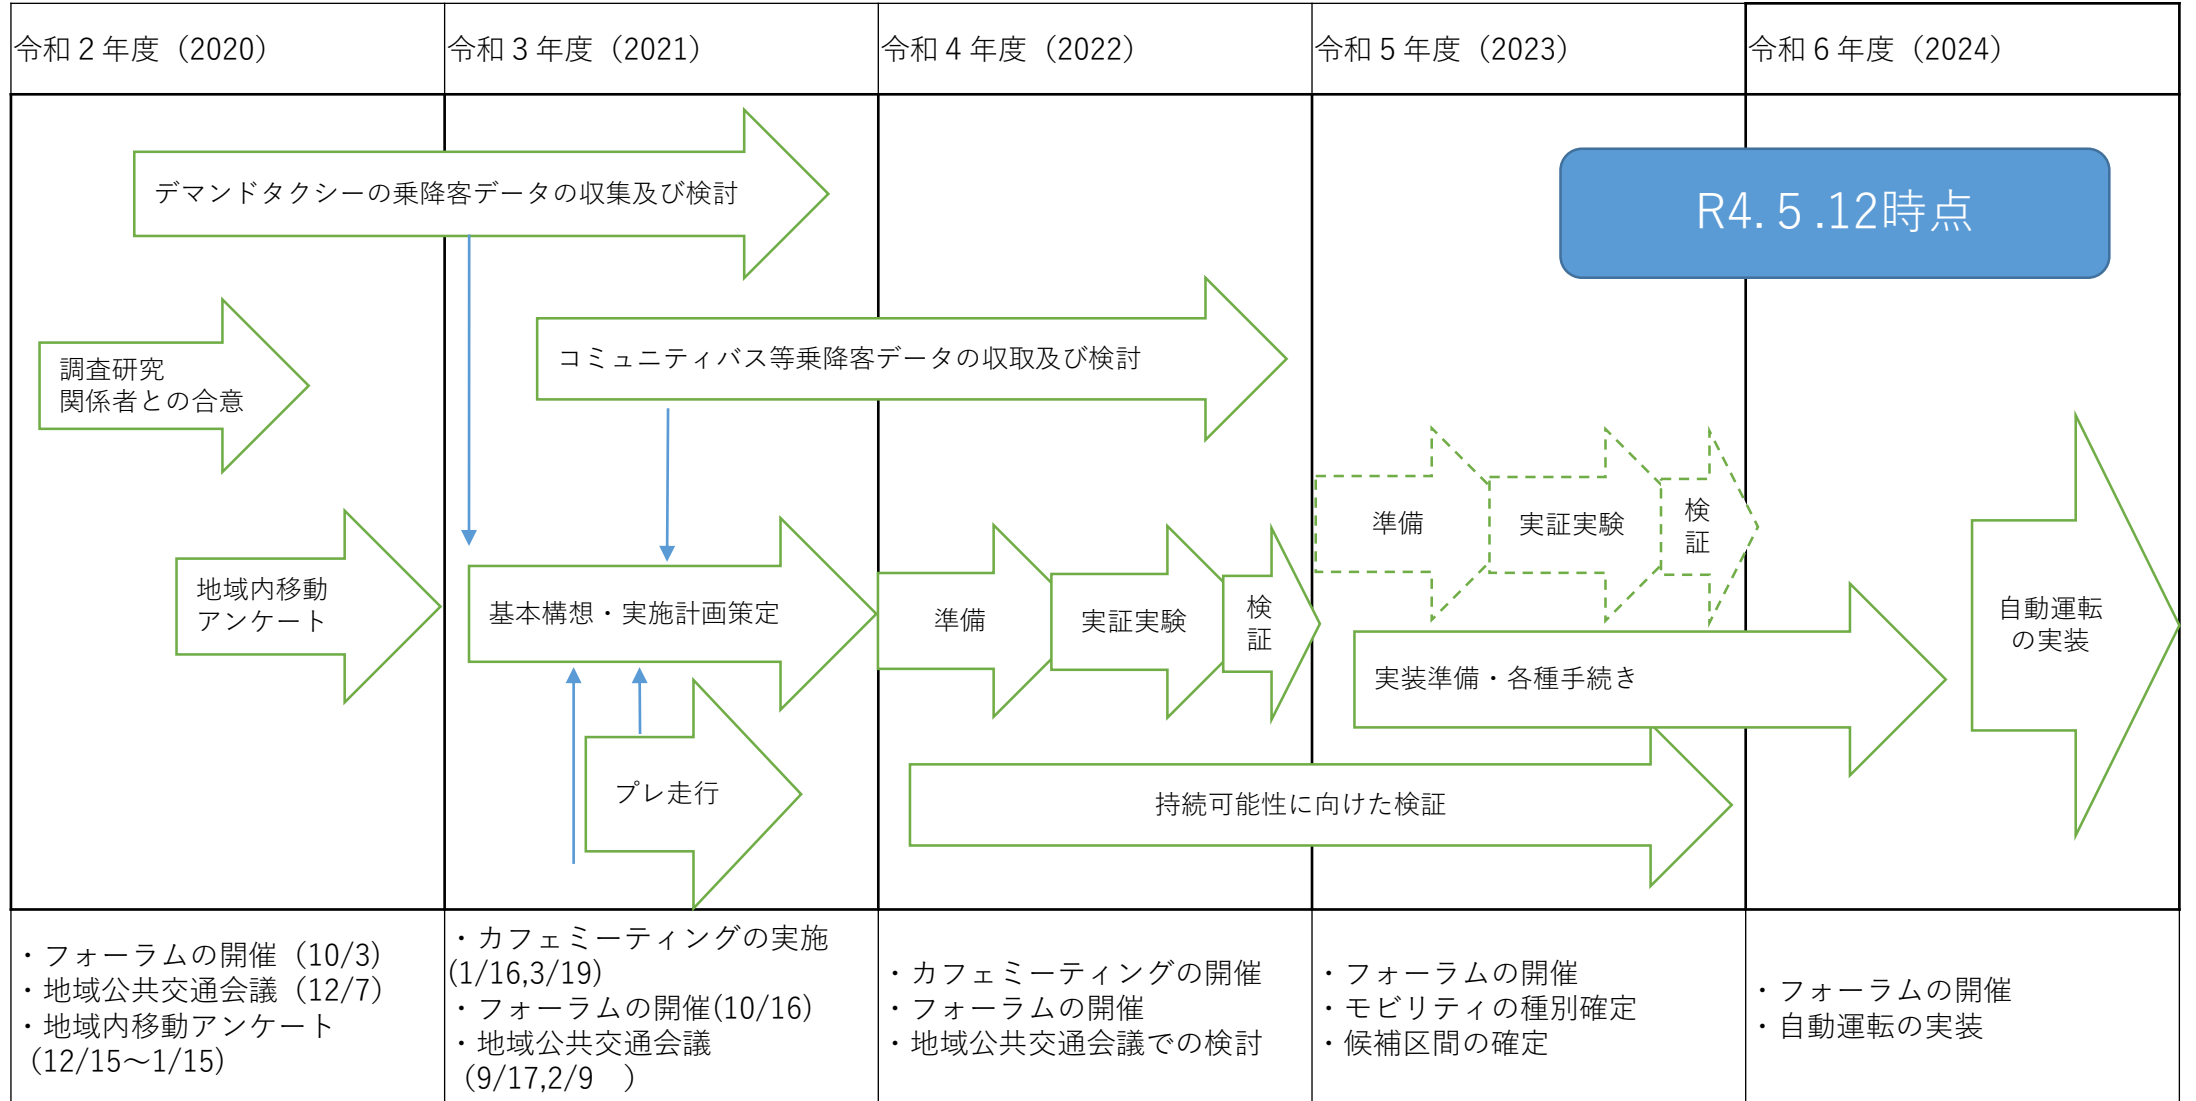 令和２年度（2020）
令和３年度（2021）
令和４年度（2022）
令和５年度（2023）
令和６年度（2024）
デマンドタクシーの乗降客データの収集及び検討
R4.５.12時点
調査研究
関係者との合意
コミュニティバス等乗降客データの収取及び検討
地域内移動
アンケート
基本構想・実施計画策定
準備
実証実験
検
証
準備
実証実験
検
証
実装準備・各種手続き
自動運転
の実装
プレ走行
持続可能性に向けた検証
・フォーラムの開催（10/3）
・地域公共交通会議（12/7）
・地域内移動アンケート
（12/15～1/15）
・カフェミーティングの実施
(1/16,3/19)
・フォーラムの開催(10/16)
・地域公共交通会議
（9/17,2/9　）
・カフェミーティングの開催
・フォーラムの開催
・地域公共交通会議での検討
・フォーラムの開催
・モビリティの種別確定
・候補区間の確定
・フォーラムの開催
・自動運転の実装